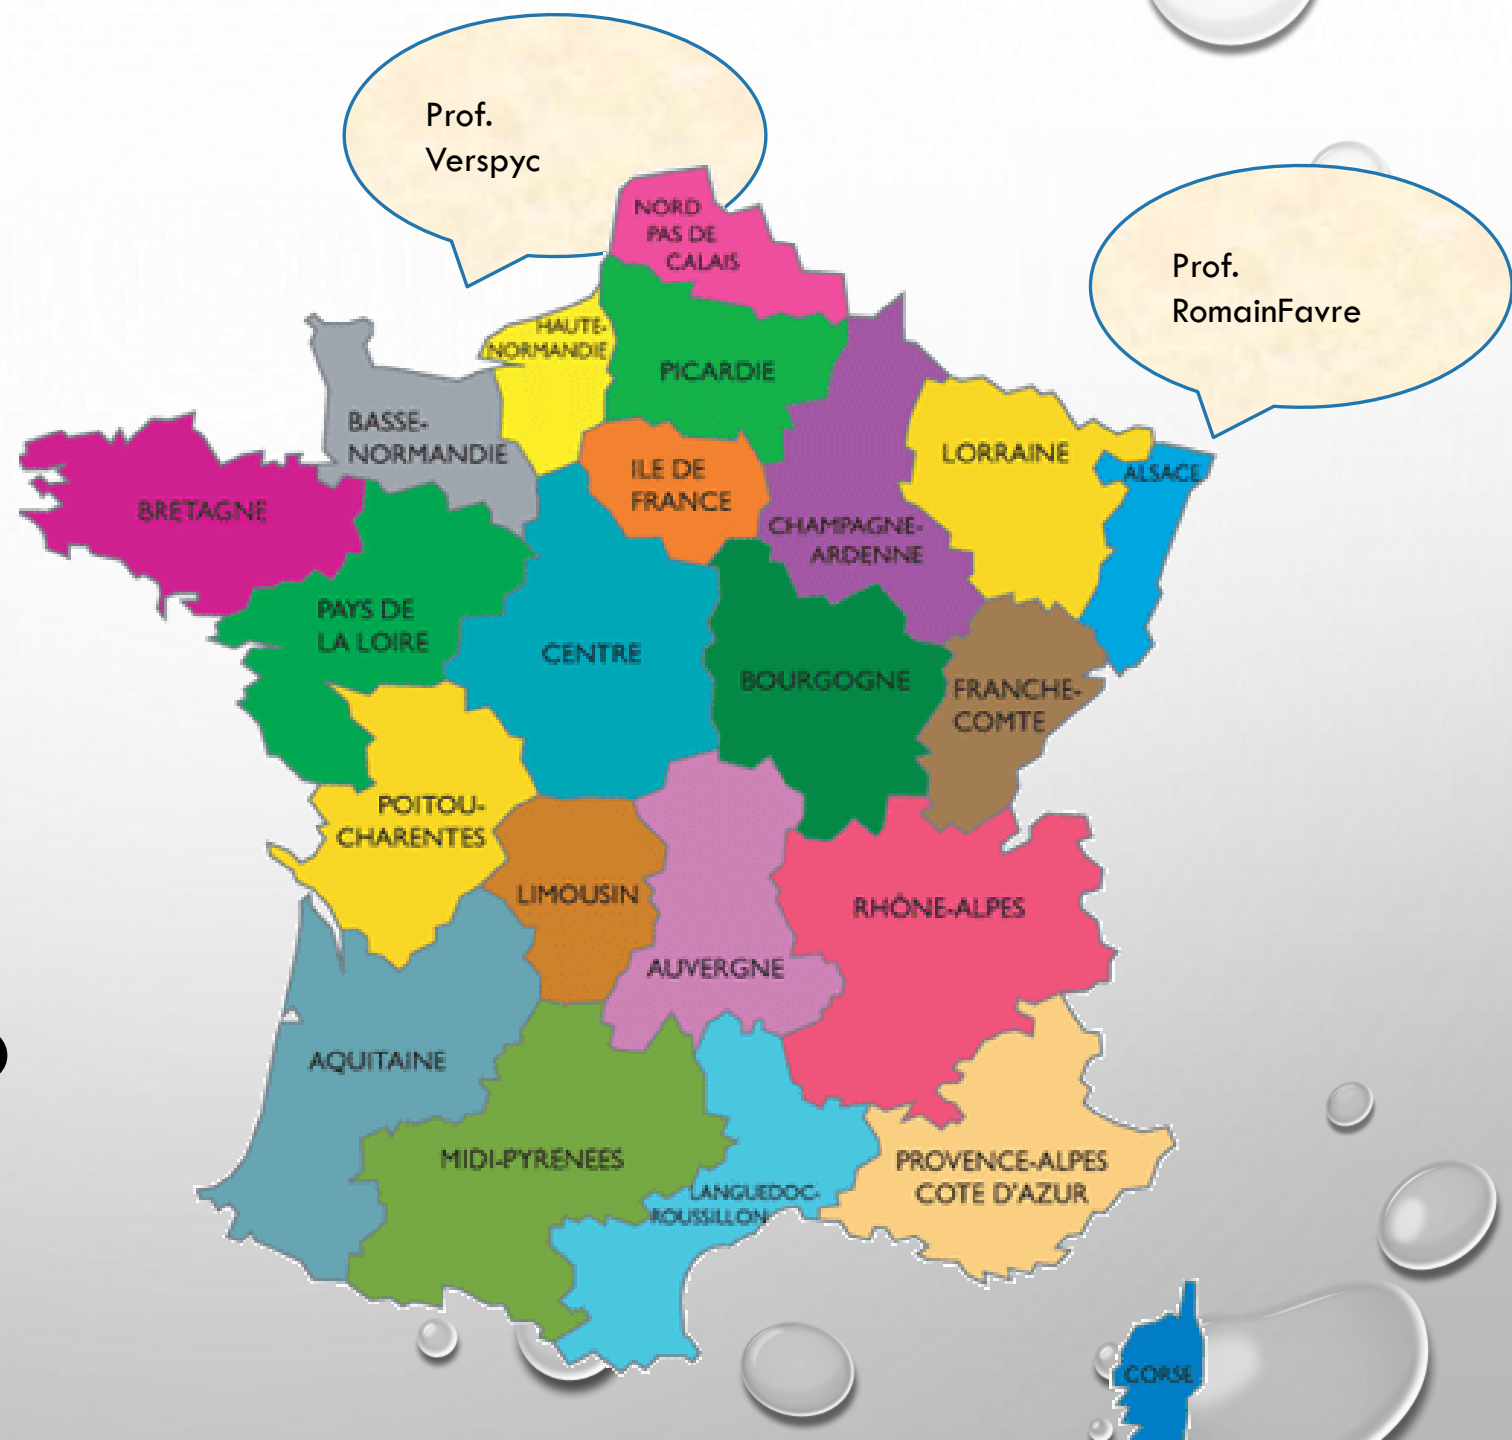 Prof.
Verspyc
Prof.
RomainFavre
NORD
PAS DE
CALAIS
HAUTE-
NORMANDIE
PICARDIE
BASSE-
NORMANDIE
LORRAINE
ALSACE
ILE DE
FRANCE
BRETAGNE
CHAMPAGNE-
ARDENNE
PAYS DE
LA LOIRE
CENTRE
BOURGOGNE
FRANCHE-
COMTE
POITOU-
CHARENTES
LIMOUSIN
RHÔNE-ALPES
AUVERGNE
AQUITAINE
MIDI-PYRENEES
PROVENCE-ALPES
COTE D'AZUR
LANGUEDOC-
ROUSSILLON
CORSE